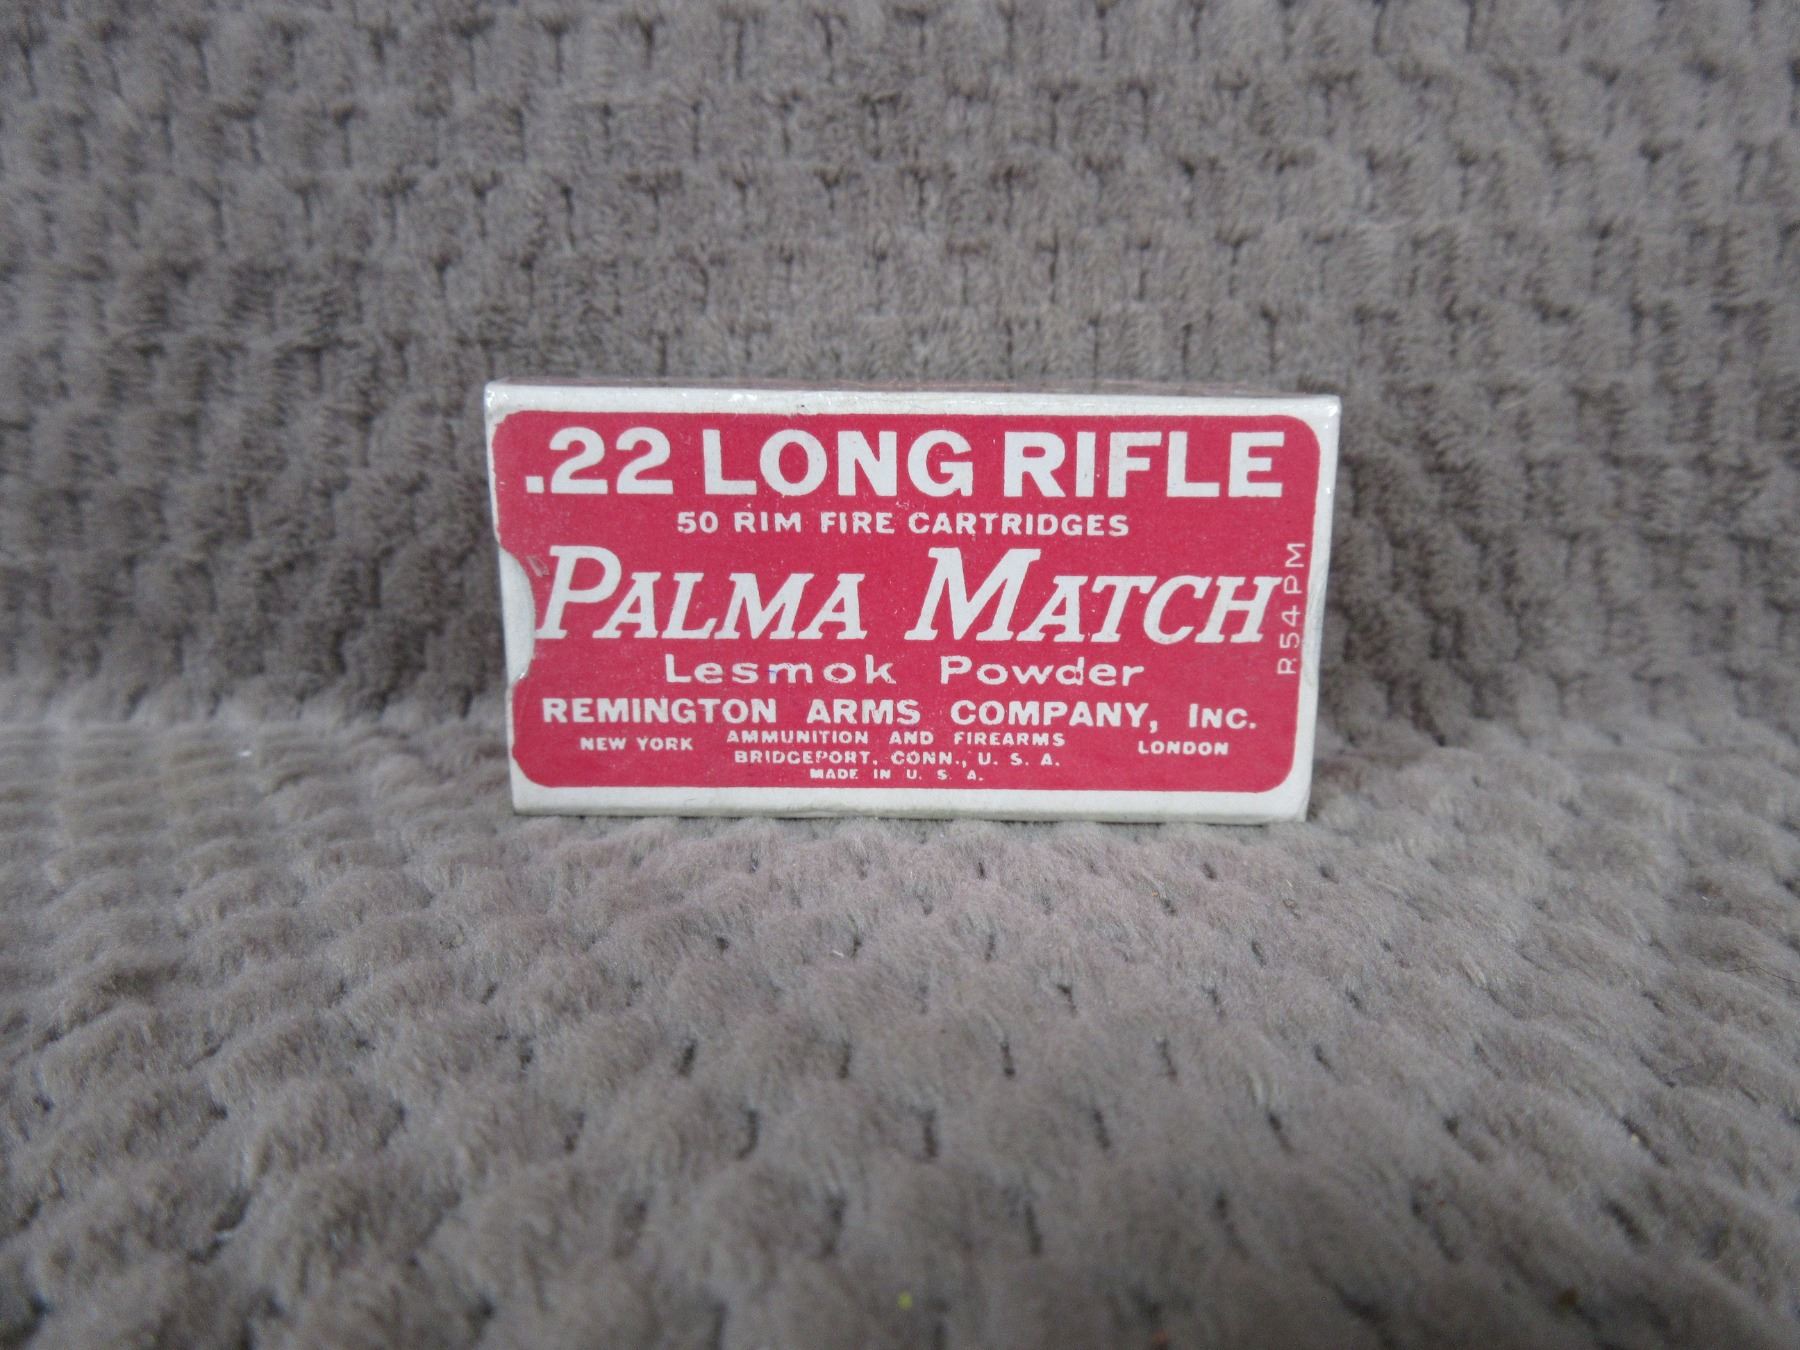 .22 LONG RIFLE
50 RIM FIRE CARTRIDGES
PALMA MATCH
Lesmok Powder
REMINGTON ARMS COMPANY, INC.
NEW YORK AMMUNITION AND FIREARMS LONDON
BRIDGEPORT, CONN., U. S. A.
MADE IN U. S. A.
R54PM